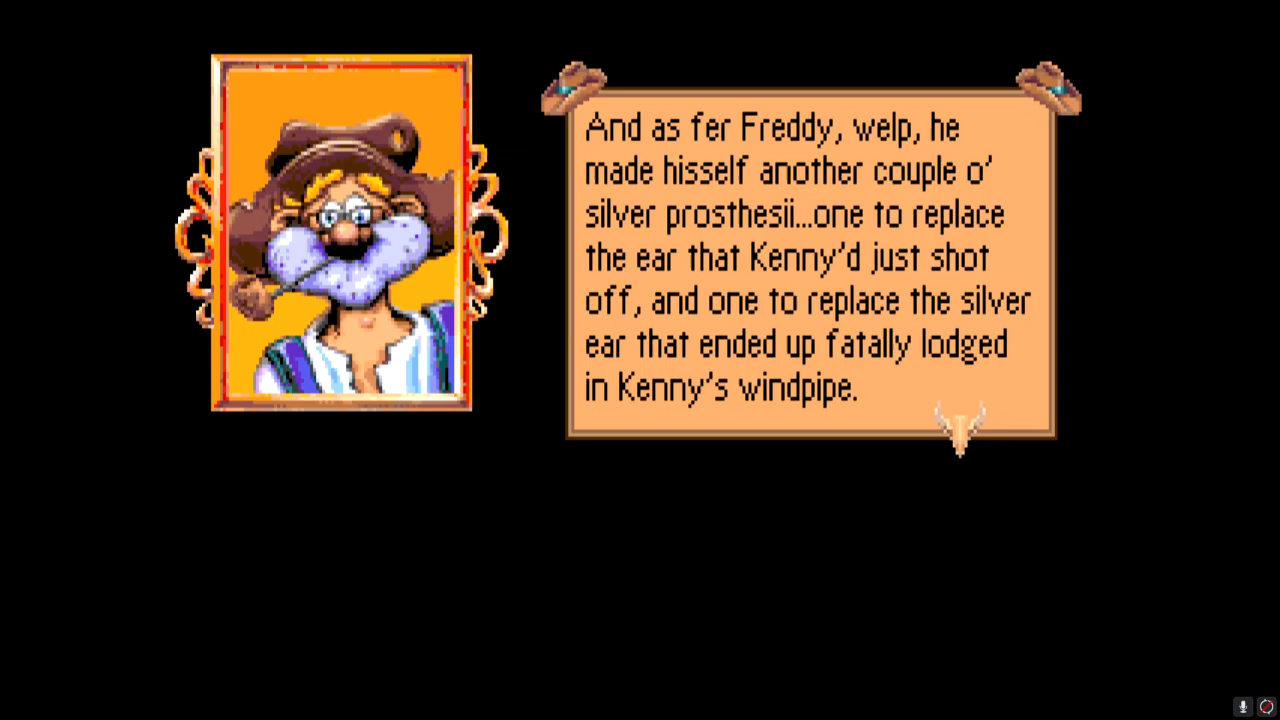 And as fer Freddy, welp, he
made hisself another couple o'
silver prosthesii...one to replace
the ear that Kenny'd just shot
off, and one to replace the silver
ear that ended up fatally lodged
in Kenny's windpipe.